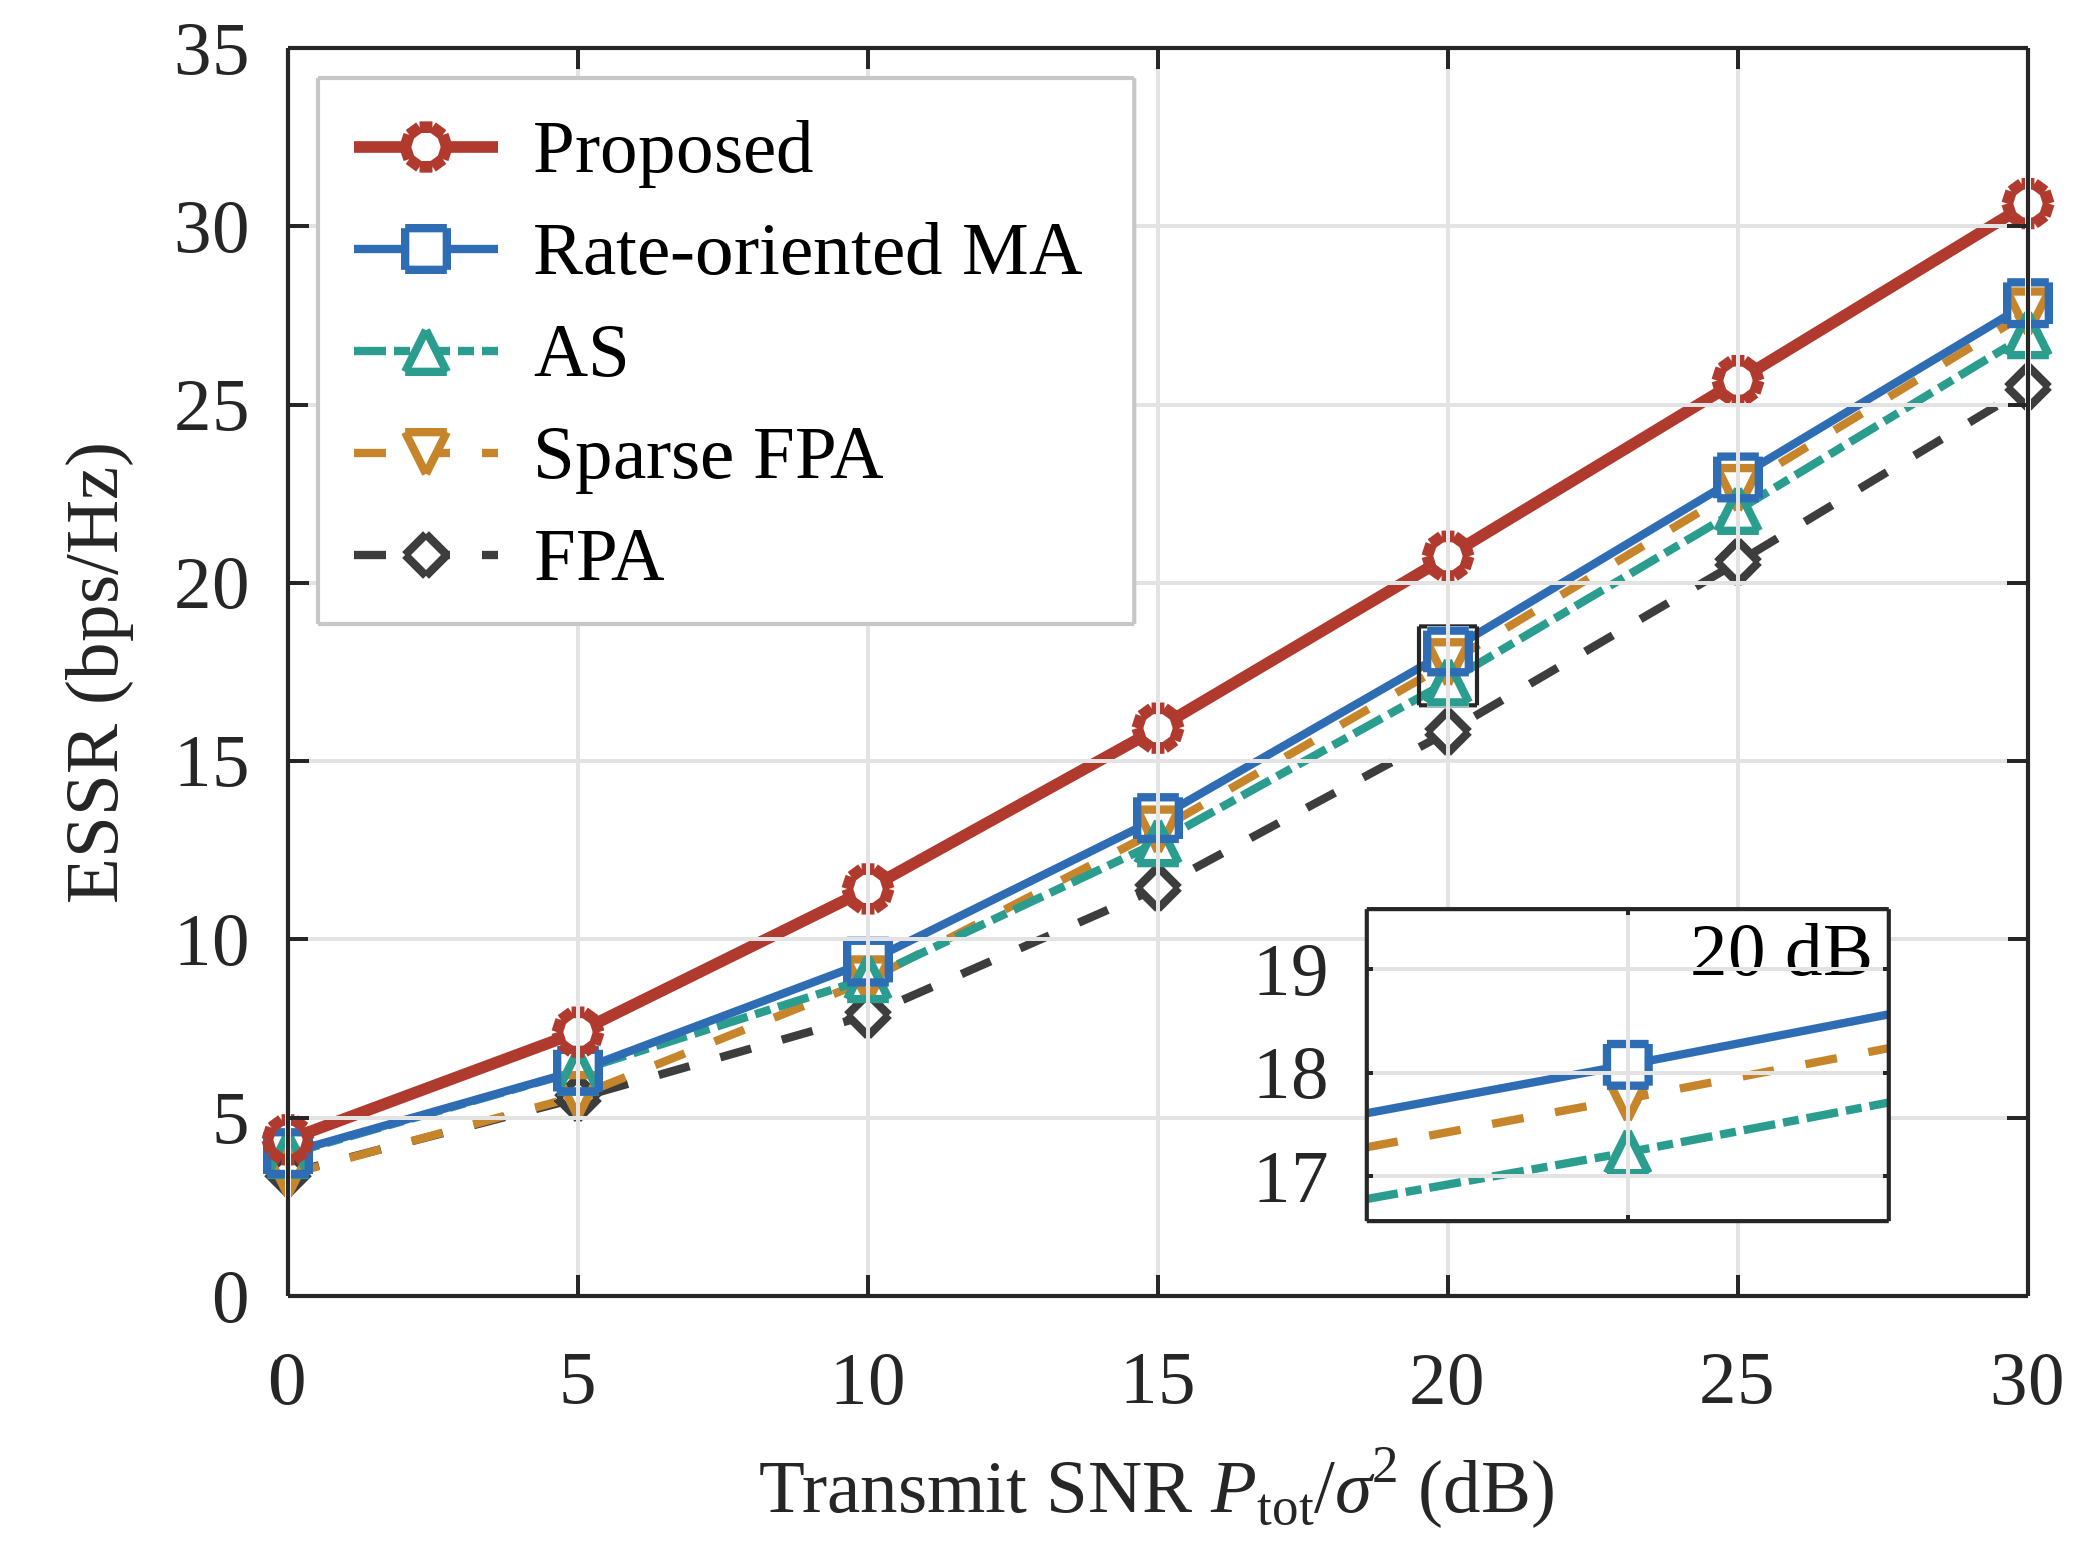 35
30
25
20
15
10
5
0
ESSR (bps/Hz)
Proposed
Rate-oriented MA
AS
Sparse FPA
FPA
20 dB
19
18
17
0 5 10 15 20 25 30
Transmit SNR P_tot/σ² (dB)